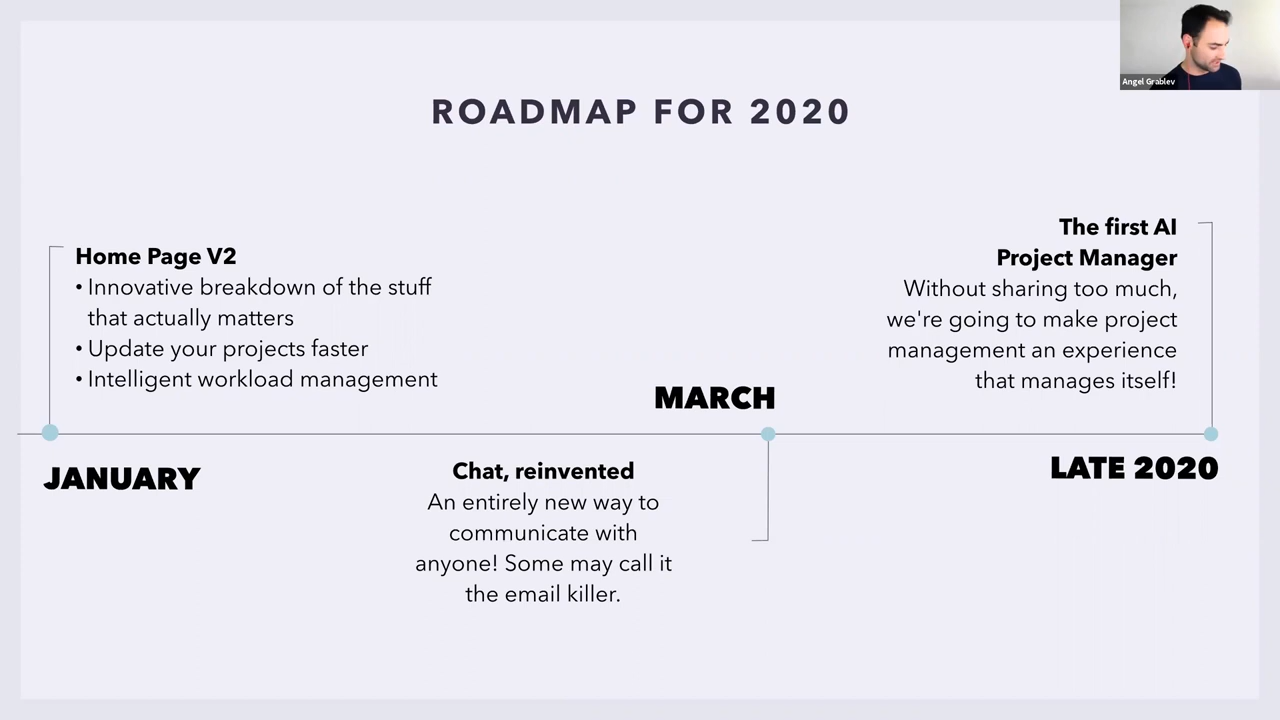 Angel Grablev
ROADMAP FOR 2020
Home Page V2
• Innovative breakdown of the stuff
that actually matters
• Update your projects faster
• Intelligent workload management
JANUARY
MARCH
Chat, reinvented
An entirely new way to
communicate with
anyone! Some may call it
the email killer.
The first AI
Project Manager
Without sharing too much,
we're going to make project
management an experience
that manages itself!
LATE 2020